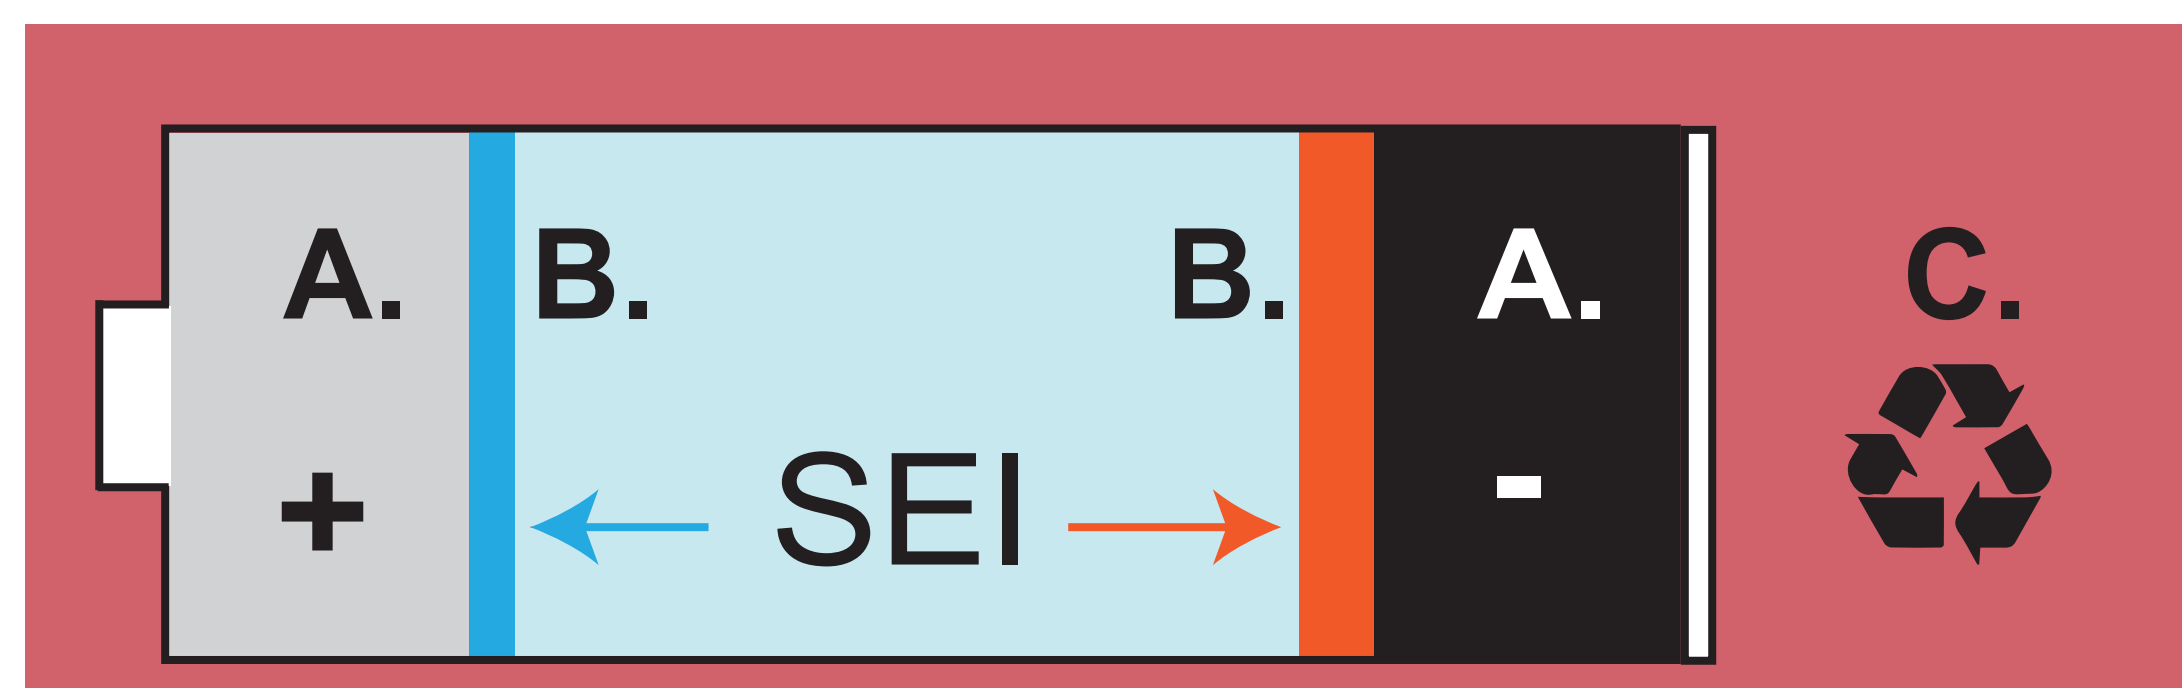 A. B. B. A. C.
+ SEI -